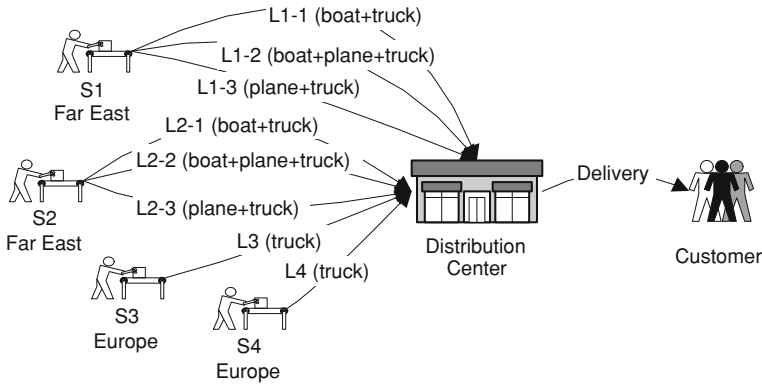 L1-1 (boat+truck)
L1-2 (boat+plane+truck)
L1-3 (plane+truck)
S1
Far East
L2-1 (boat+truck)
L2-2 (boat+plane+truck)
L2-3 (plane+truck)
S2
Far East
L3 (truck)
L4 (truck)
S3
Europe
S4
Europe
Distribution
Center
Delivery
Customer